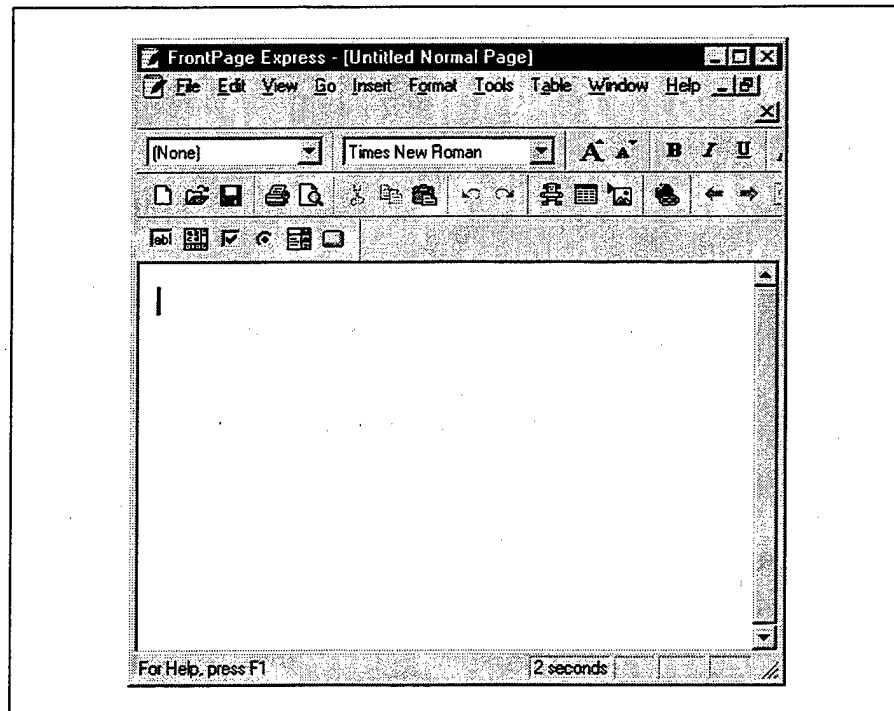 FrontPage Express - [Untitled Normal Page]
File Edit View Go Insert Format Tools Table Window Help
(None) Times New Roman A A B I U
abl
For Help, press F1 2 seconds